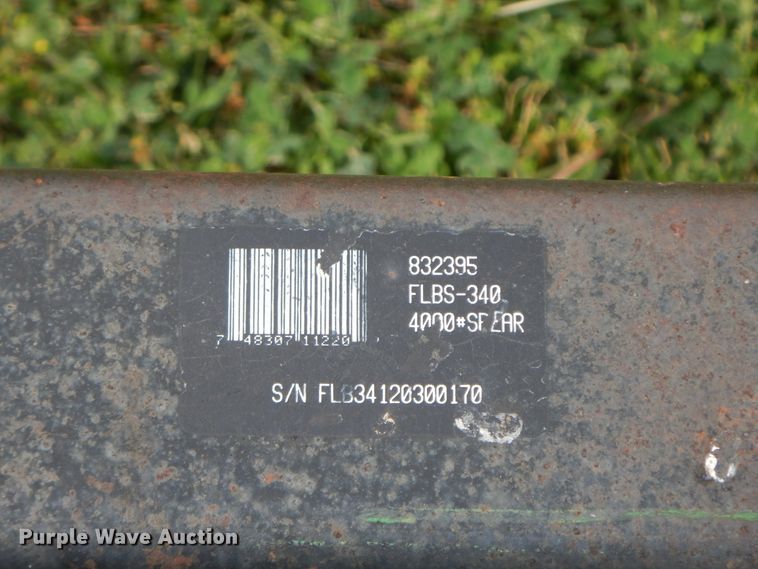 832395
FLBS-340
4000#SPEAR
7 48307 11220
S/N FLB34120300170
Purple Wave Auction®